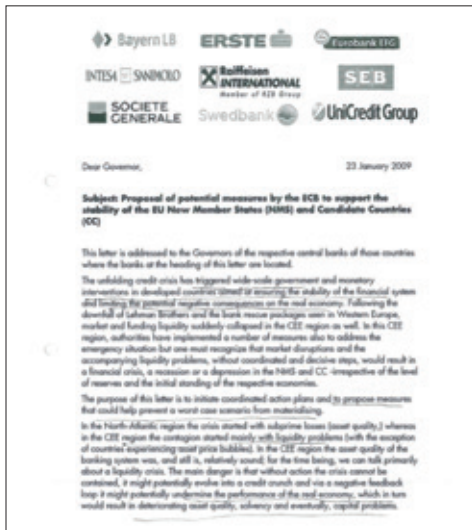 BayernLB ERSTE Eurobank EFG
INTESA SANPAOLO Raiffeisen INTERNATIONAL Member of RZB Group SEB
SOCIETE GENERALE Swedbank UniCredit Group
Dear Governor, 23 January 2009
Subject: Proposal of potential measures by the ECB to support the
stability of the EU New Member States (NMS) and Candidate Countries
(CC)
This letter is addressed to the Governors of the respective central banks of those countries
where the banks at the heading of this letter are located.
The unfolding credit crisis has triggered wide-scale government and monetary
interventions in developed countries aimed at ensuring the stability of the financial system
and limiting the potential negative consequences on the real economy. Following the
downfall of Lehman Brothers and the bank rescue packages seen in Western Europe,
market and funding liquidity suddenly collapsed in the CEE region as well. In this CEE
region, authorities have implemented a number of measures also to address the
emergency situation but one must recognize that market disruptions and the
accompanying liquidity problems, without coordinated and decisive steps, would result in
a financial crisis, a recession or a depression in the NMS and CC -irrespective of the level
of reserves and the initial standing of the respective economies.
The purpose of this letter is to initiate coordinated action plans and to propose measures
that could help prevent a worst case scenario from materialising.
In the North-Atlantic region the crisis started with subprime losses (asset quality,) whereas
in the CEE region the contagion started mainly with liquidity problems (with the exception
of countries experiencing asset price bubbles). In the CEE region the asset quality of the
banking system was, and still is, relatively sound; for the time being, we can talk primarily
about a liquidity crisis. The main danger is that without action the crisis cannot be
contained, it might potentially evolve into a credit crunch and via a negative feedback
loop it might potentially undermine the performance of the real economy, which in turn
would result in deteriorating asset quality, solvency and eventually, capital problems.